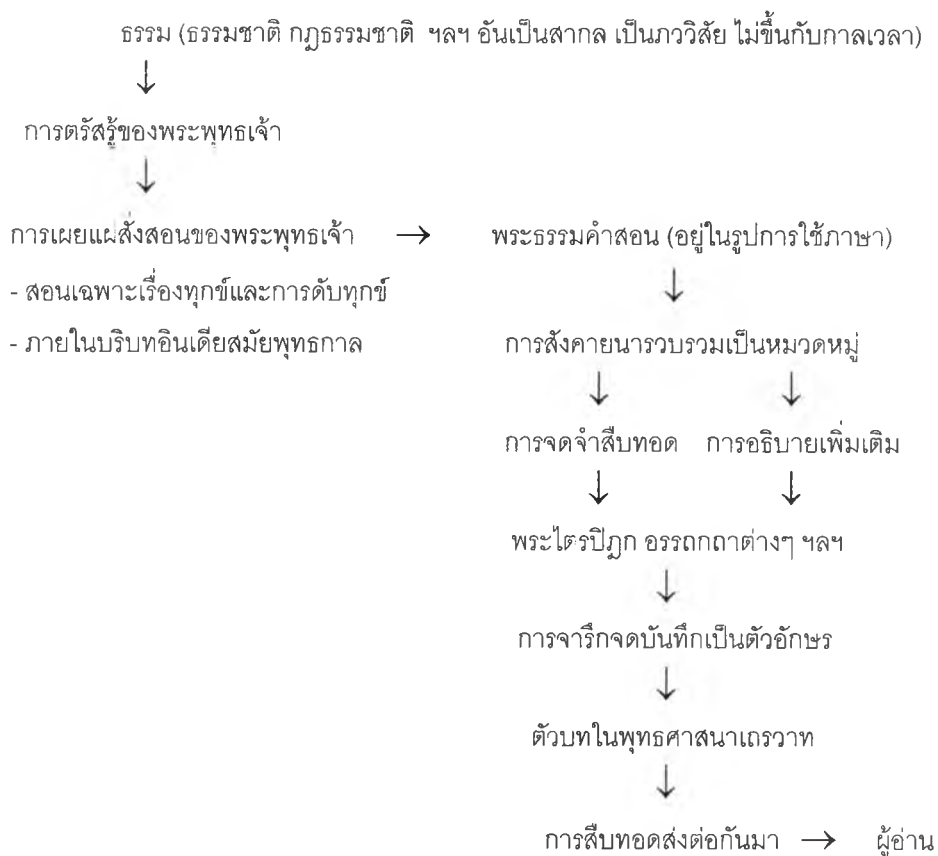 ธรรม (ธรรมชาติ กฎธรรมชาติ ฯลฯ อันเป็นสากล เป็นภววิสัย ไม่ขึ้นกับกาลเวลา)
↓
การตรัสรู้ของพระพุทธเจ้า
↓
การเผยแผ่สั่งสอนของพระพุทธเจ้า → พระธรรมคำสอน (อยู่ในรูปการใช้ภาษา)
- สอนเฉพาะเรื่องทุกข์และการดับทุกข์ ↓
- ภายในบริบทอินเดียสมัยพุทธกาล การสังคายนารวบรวมเป็นหมวดหมู่
↓ ↓
การจดจำสืบทอด การอธิบายเพิ่มเติม
↓ ↓
พระไตรปิฎก อรรถกถาต่างๆ ฯลฯ
↓
การจารึกจดบันทึกเป็นตัวอักษร
↓
ตัวบทในพุทธศาสนาเถรวาท
↓
การสืบทอดส่งต่อกันมา → ผู้อ่าน